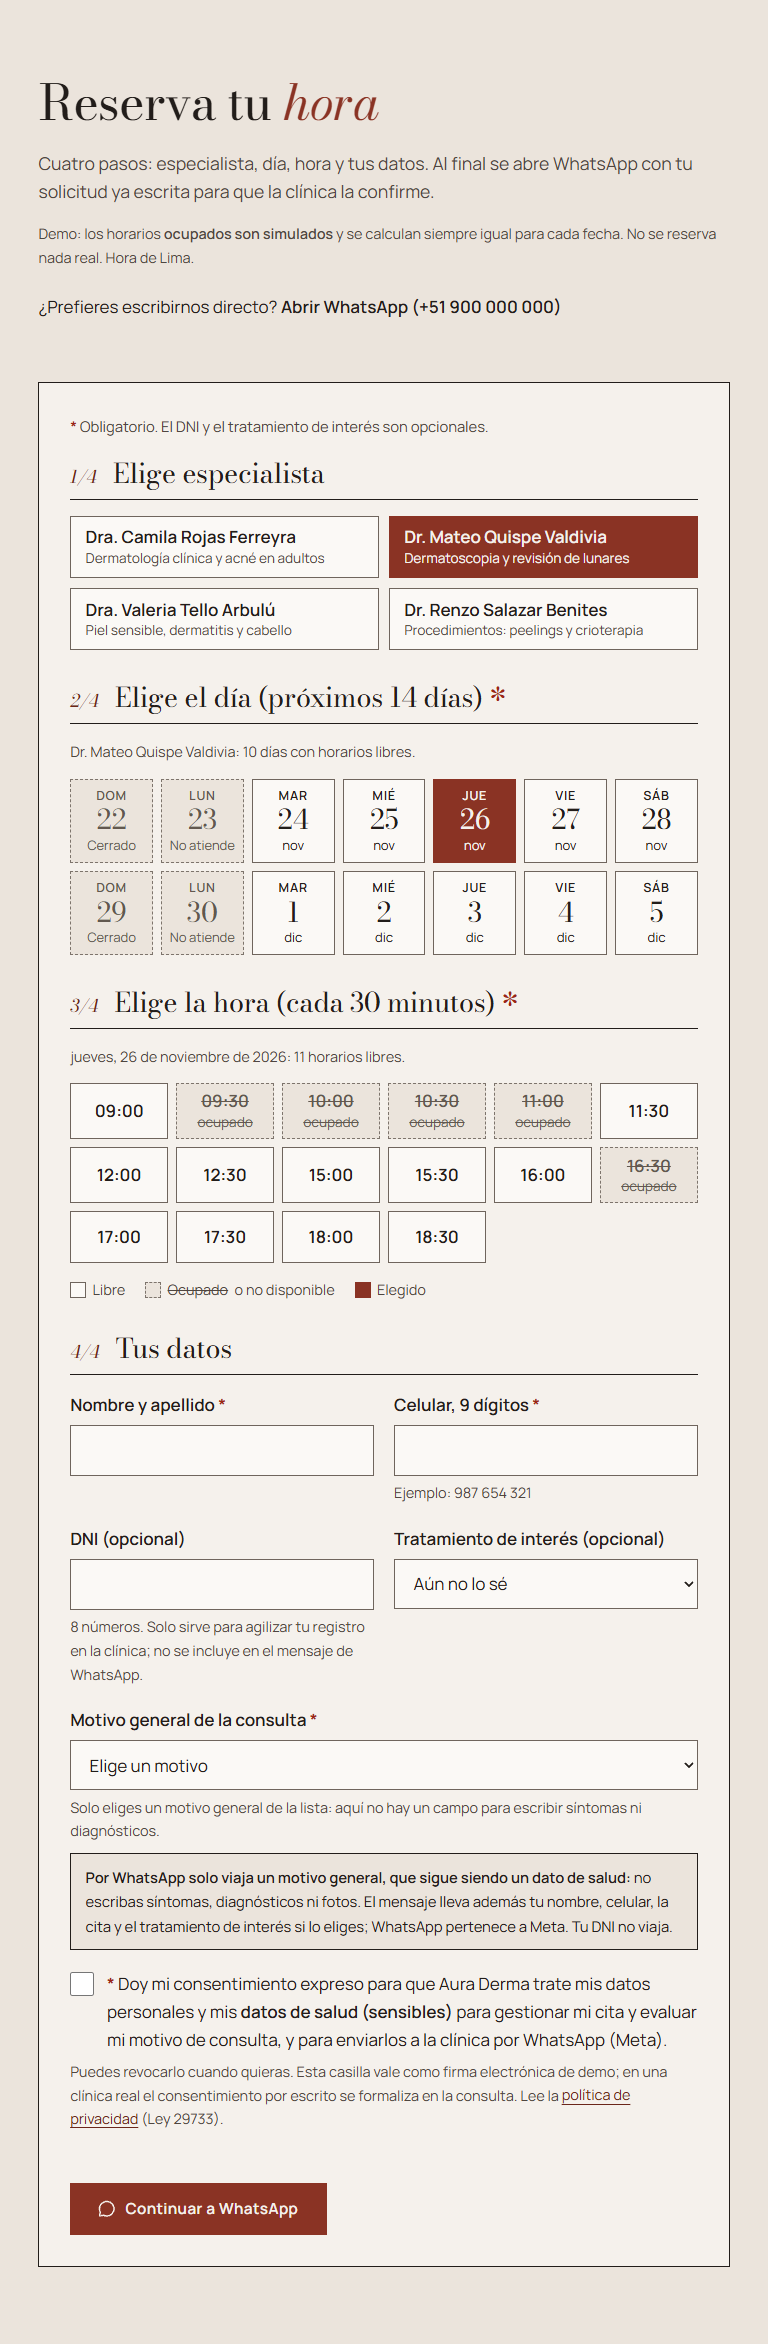 Reserva tu hora
Cuatro pasos: especialista, día, hora y tus datos. Al final se abre WhatsApp con tu
solicitud ya escrita para que la clínica la confirme.
Demo: los horarios ocupados son simulados y se calculan siempre igual para cada fecha. No se reserva
nada real. Hora de Lima.
¿Prefieres escribirnos directo? Abrir WhatsApp (+51 900 000 000)
* Obligatorio. El DNI y el tratamiento de interés son opcionales.
1/4 Elige especialista
Dra. Camila Rojas Ferreyra
Dermatología clínica y acné en adultos
Dr. Mateo Quispe Valdivia
Dermatoscopia y revisión de lunares
Dra. Valeria Tello Arbulú
Piel sensible, dermatitis y cabello
Dr. Renzo Salazar Benites
Procedimientos: peelings y crioterapia
2/4 Elige el día (próximos 14 días) *
Dr. Mateo Quispe Valdivia: 10 días con horarios libres.
DOM LUN MAR MIÉ JUE VIE SÁB
22 23 24 25 26 27 28
Cerrado No atiende nov nov nov nov nov
DOM LUN MAR MIÉ JUE VIE SÁB
29 30 1 2 3 4 5
Cerrado No atiende dic dic dic dic dic
3/4 Elige la hora (cada 30 minutos) *
jueves, 26 de noviembre de 2026: 11 horarios libres.
09:00 09:30 10:00 10:30 11:00 11:30
ocupado ocupado ocupado ocupado
12:00 12:30 15:00 15:30 16:00 16:30
ocupado
17:00 17:30 18:00 18:30
Libre Ocupado o no disponible Elegido
4/4 Tus datos
Nombre y apellido * Celular, 9 dígitos *
Ejemplo: 987 654 321
DNI (opcional) Tratamiento de interés (opcional)
Aún no lo sé
8 números. Solo sirve para agilizar tu registro
en la clínica; no se incluye en el mensaje de
WhatsApp.
Motivo general de la consulta *
Elige un motivo
Solo eliges un motivo general de la lista: aquí no hay un campo para escribir síntomas ni
diagnósticos.
Por WhatsApp solo viaja un motivo general, que sigue siendo un dato de salud: no
escribas síntomas, diagnósticos ni fotos. El mensaje lleva además tu nombre, celular, la
cita y el tratamiento de interés si lo eliges; WhatsApp pertenece a Meta. Tu DNI no viaja.
* Doy mi consentimiento expreso para que Aura Derma trate mis datos
personales y mis datos de salud (sensibles) para gestionar mi cita y evaluar
mi motivo de consulta, y para enviarlos a la clínica por WhatsApp (Meta).
Puedes revocarlo cuando quieras. Esta casilla vale como firma electrónica de demo; en una
clínica real el consentimiento por escrito se formaliza en la consulta. Lee la política de
privacidad (Ley 29733).
Continuar a WhatsApp